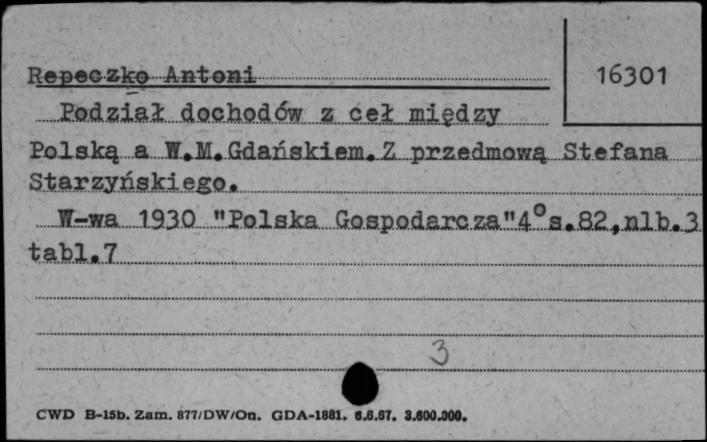 Repeczko Antoni
16301
Podział dochodów z ceł między
Polską a W.M.Gdańskiem.Z przedmową Stefana
Starzyńskiego.
W-wa 1930 "Polska Gospodarcza"4° s.82,nlb.3
tabl.7
3
CWD B-15b. Zam. 877/DW/On. GDA-1881. 6.6.67. 3.600.000.